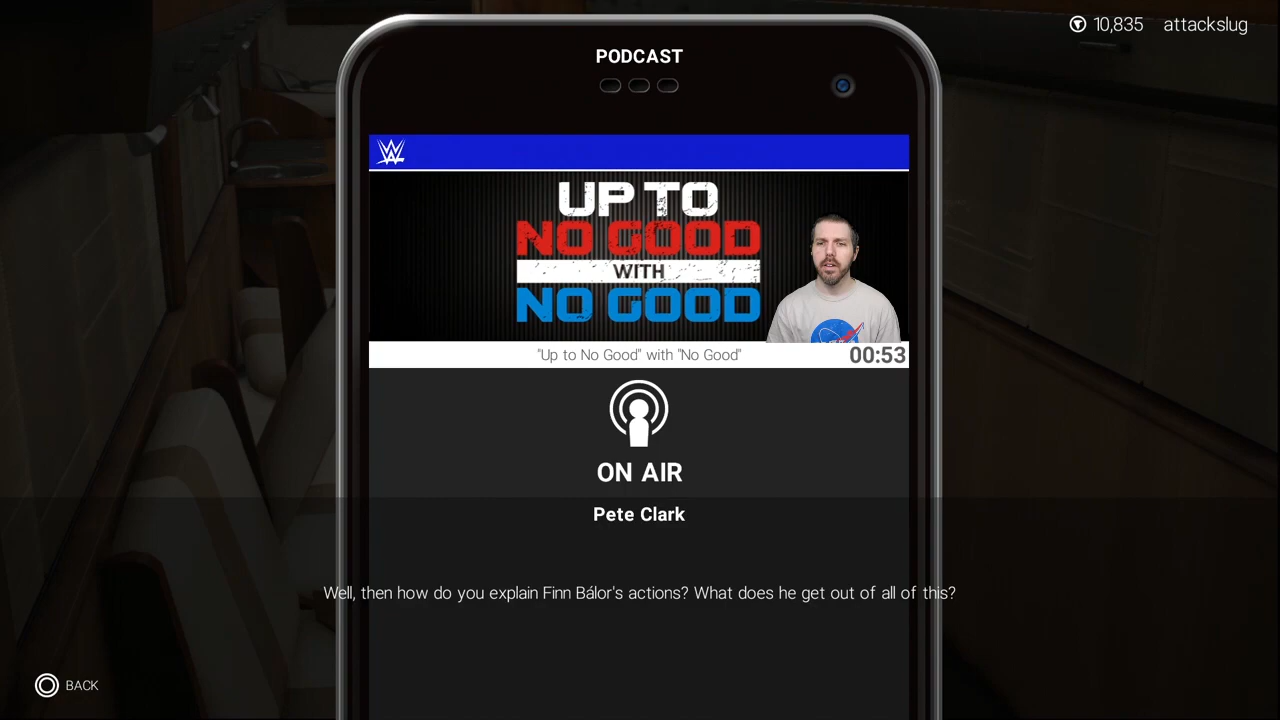 10,835 attackslug
PODCAST
W
UP TO
NO GOOD
WITH
NO GOOD
"Up to No Good" with "No Good"
00:53
ON AIR
Pete Clark
Well, then how do you explain Finn Bálor's actions? What does he get out of all of this?
BACK